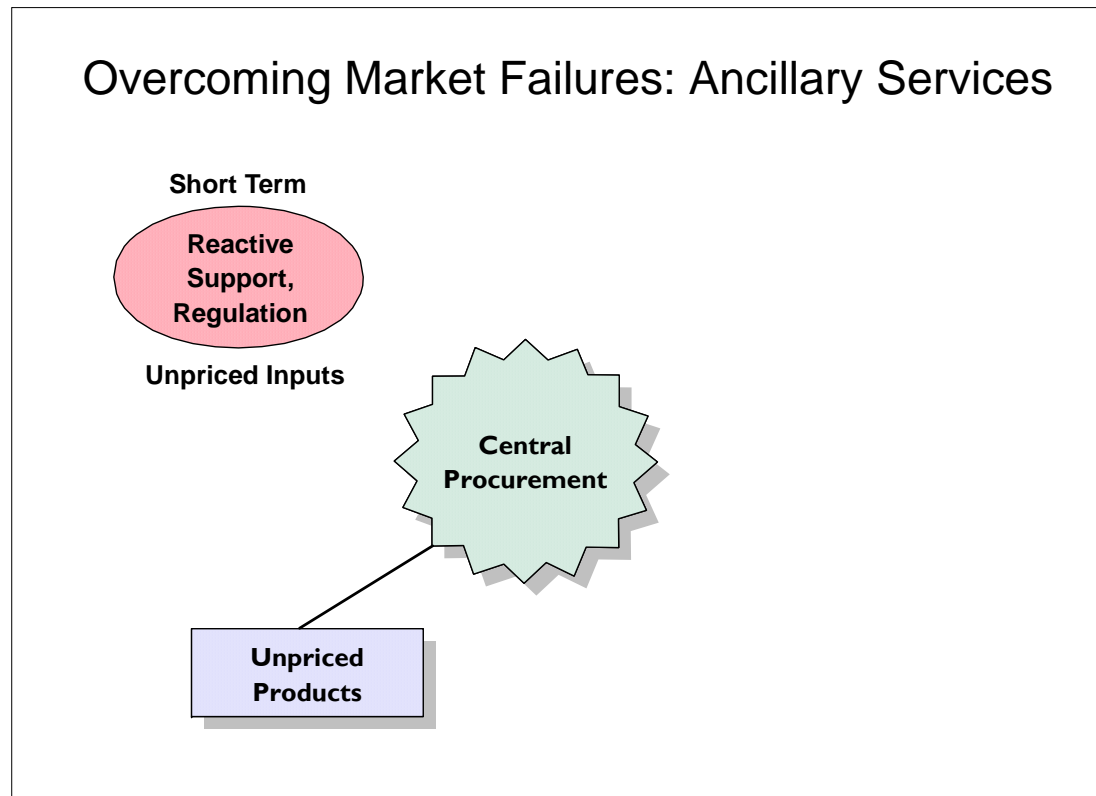 Overcoming Market Failures: Ancillary Services
Short Term
Reactive
Support,
Regulation
Unpriced Inputs
Central
Procurement
Unpriced
Products